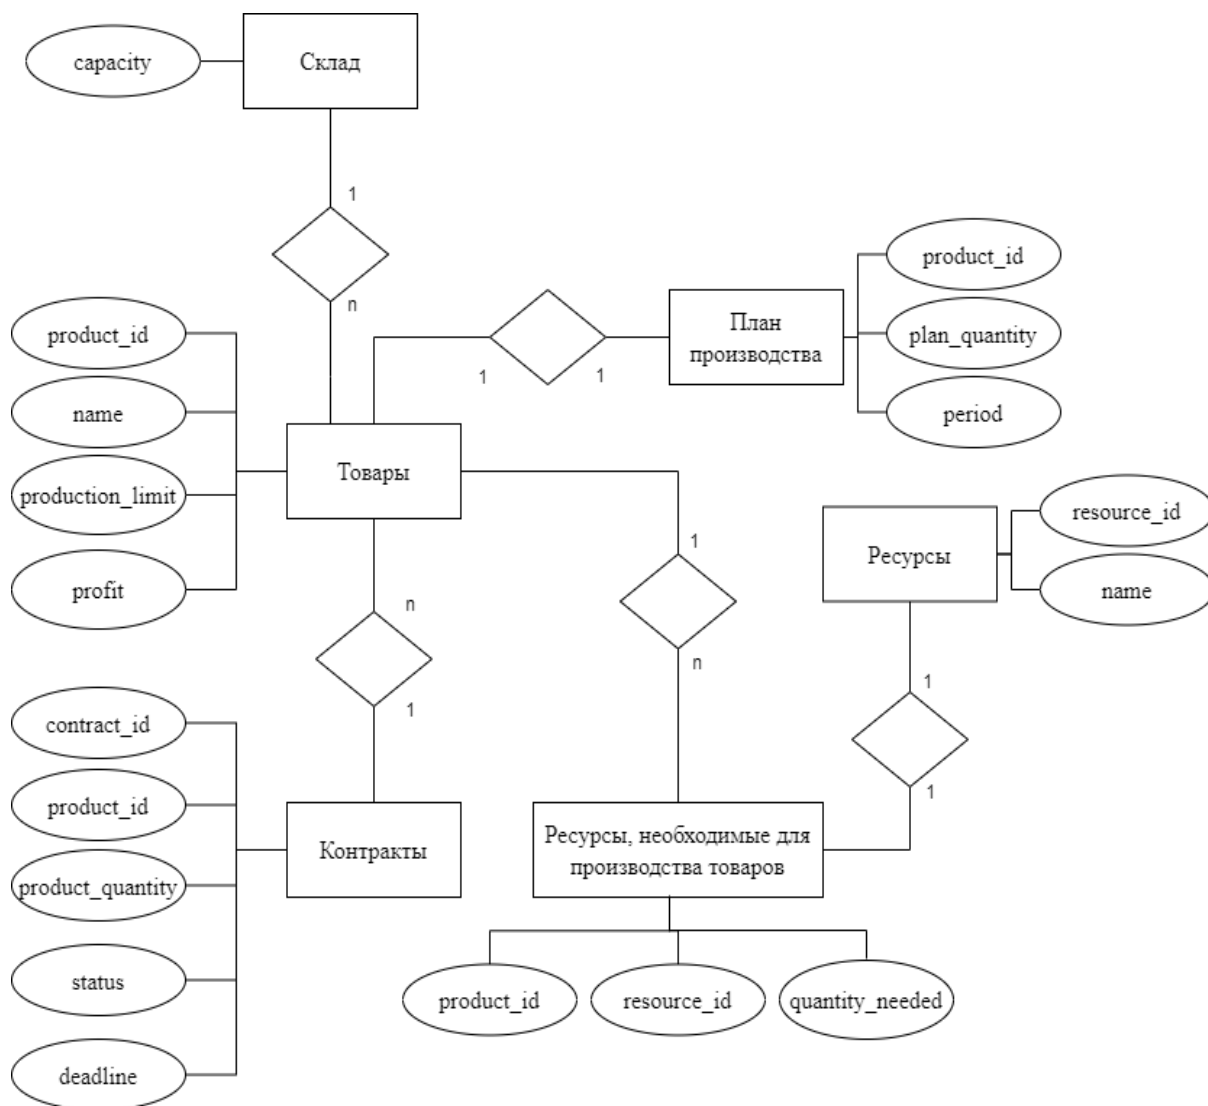 capacity
Склад
1
n
product_id
name
production_limit
profit
Товары
1
1
План
производства
product_id
plan_quantity
period
Ресурсы
resource_id
name
1
n
n
1
1
1
contract_id
product_id
product_quantity
status
deadline
Контракты
Ресурсы, необходимые для
производства товаров
product_id
resource_id
quantity_needed